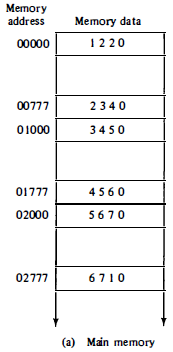 Memory
address Memory data
00000 1 2 2 0
00777 2 3 4 0
01000 3 4 5 0
01777 4 5 6 0
02000 5 6 7 0
02777 6 7 1 0
(a) Main memory